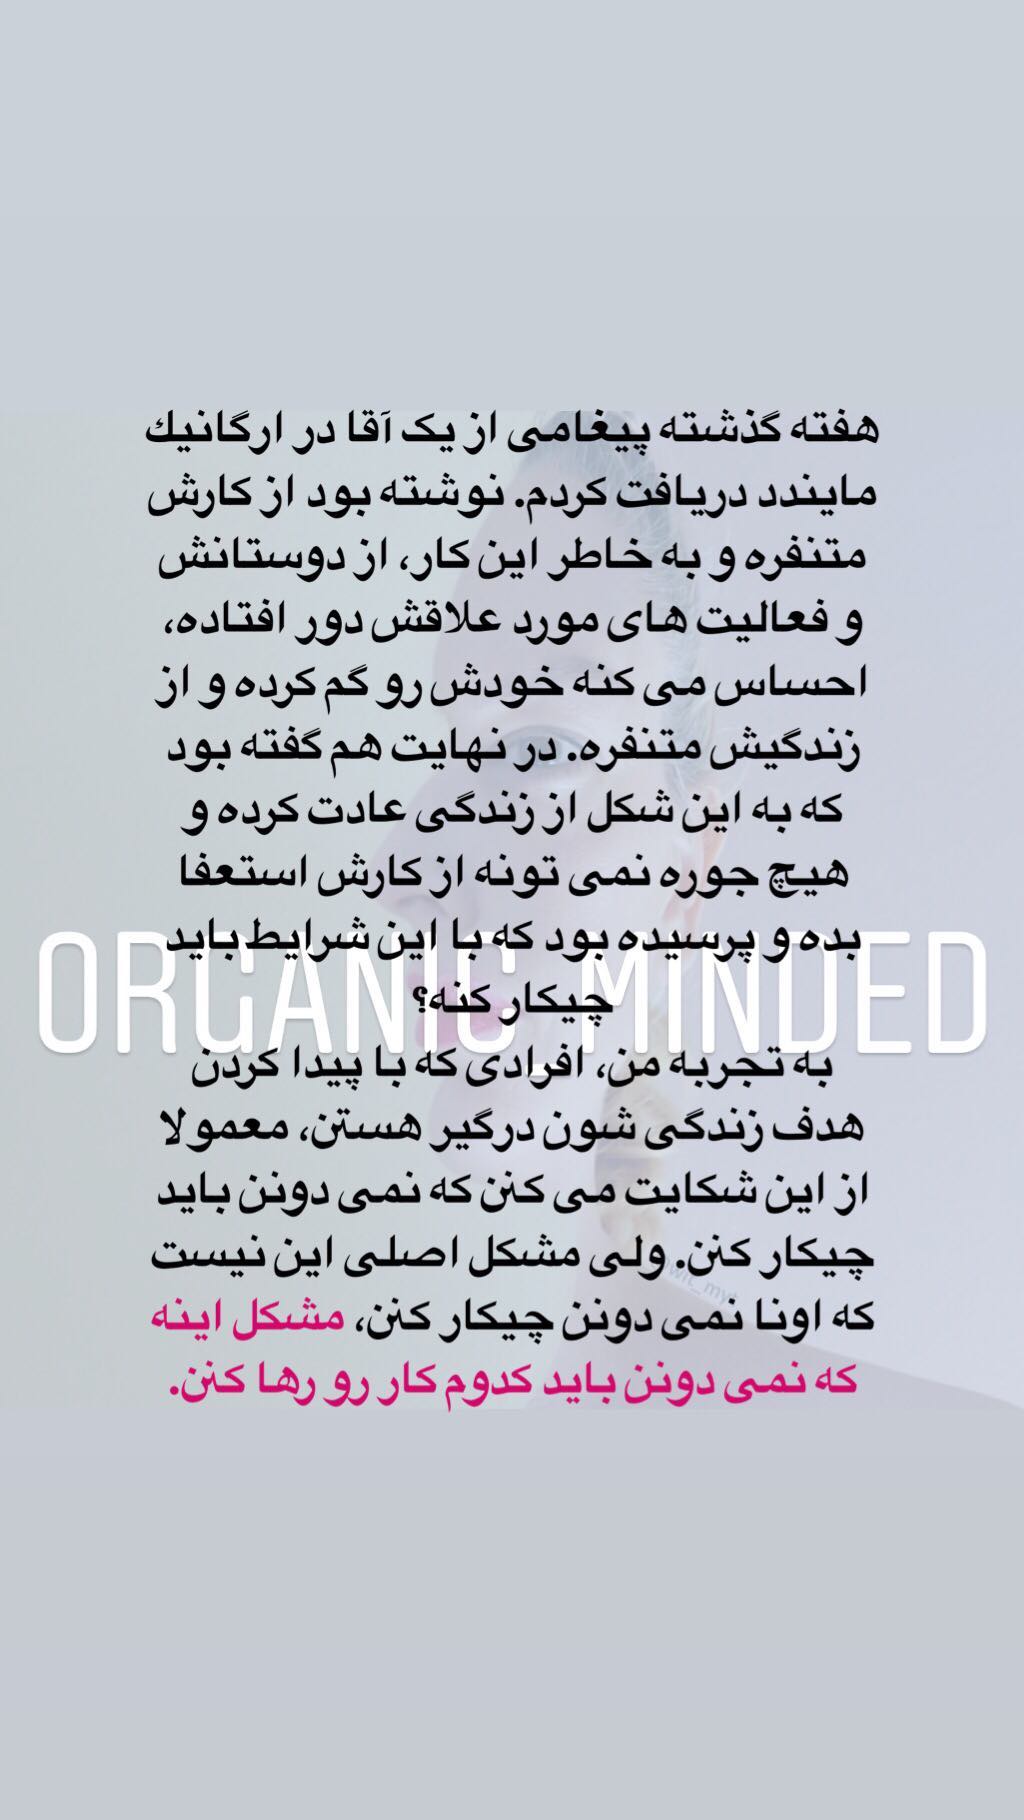 هفته گذشته پیغامی از یک آقا در ارگانیك
مایندد دریافت کردم. نوشته بود از کارش
متنفره و به خاطر این کار، از دوستانش
و فعالیت های مورد علاقش دور افتاده،
احساس می کنه خودش رو گم کرده و از
زندگیش متنفره. در نهایت هم گفته بود
که به این شکل از زندگی عادت کرده و
هیچ جوره نمی تونه از کارش استعفا
بده و پرسیده بود که با این شرایط باید
ORGANIC_MINDED
چیکار کنه؟
به تجربه من، افرادی که با پیدا کردن
هدف زندگی شون درگیر هستن، معمولا
از این شکایت می کنن که نمی دونن باید
چیکار کنن. ولی مشکل اصلی این نیست
که اونا نمی دونن چیکار کنن، مشکل اینه
که نمی دونن باید کدوم کار رو رها کنن.